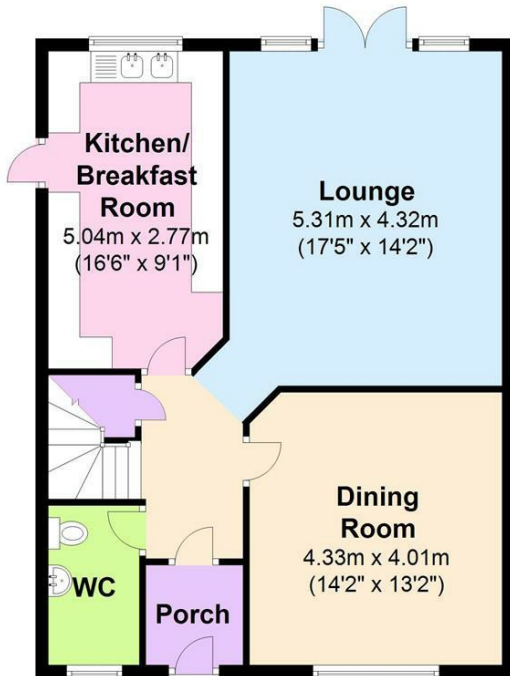 Kitchen/
Breakfast
Room
5.04m x 2.77m
(16'6" x 9'1")
Lounge
5.31m x 4.32m
(17'5" x 14'2")
Dining
Room
4.33m x 4.01m
(14'2" x 13'2")
WC
Porch